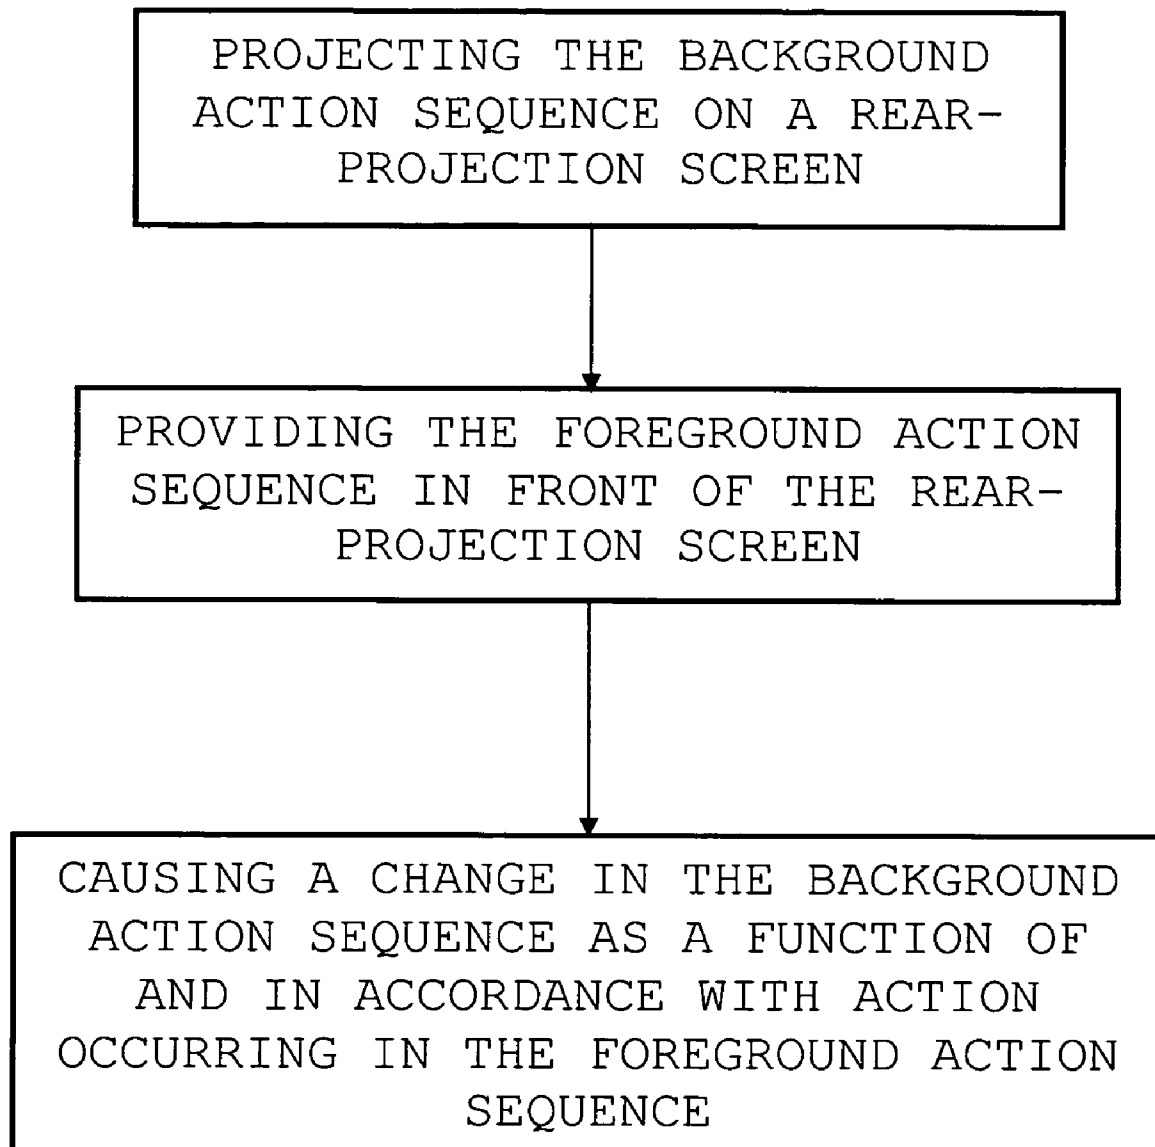 PROJECTING THE BACKGROUND
ACTION SEQUENCE ON A REAR-
PROJECTION SCREEN
PROVIDING THE FOREGROUND ACTION
SEQUENCE IN FRONT OF THE REAR-
PROJECTION SCREEN
CAUSING A CHANGE IN THE BACKGROUND
ACTION SEQUENCE AS A FUNCTION OF
AND IN ACCORDANCE WITH ACTION
OCCURRING IN THE FOREGROUND ACTION
SEQUENCE